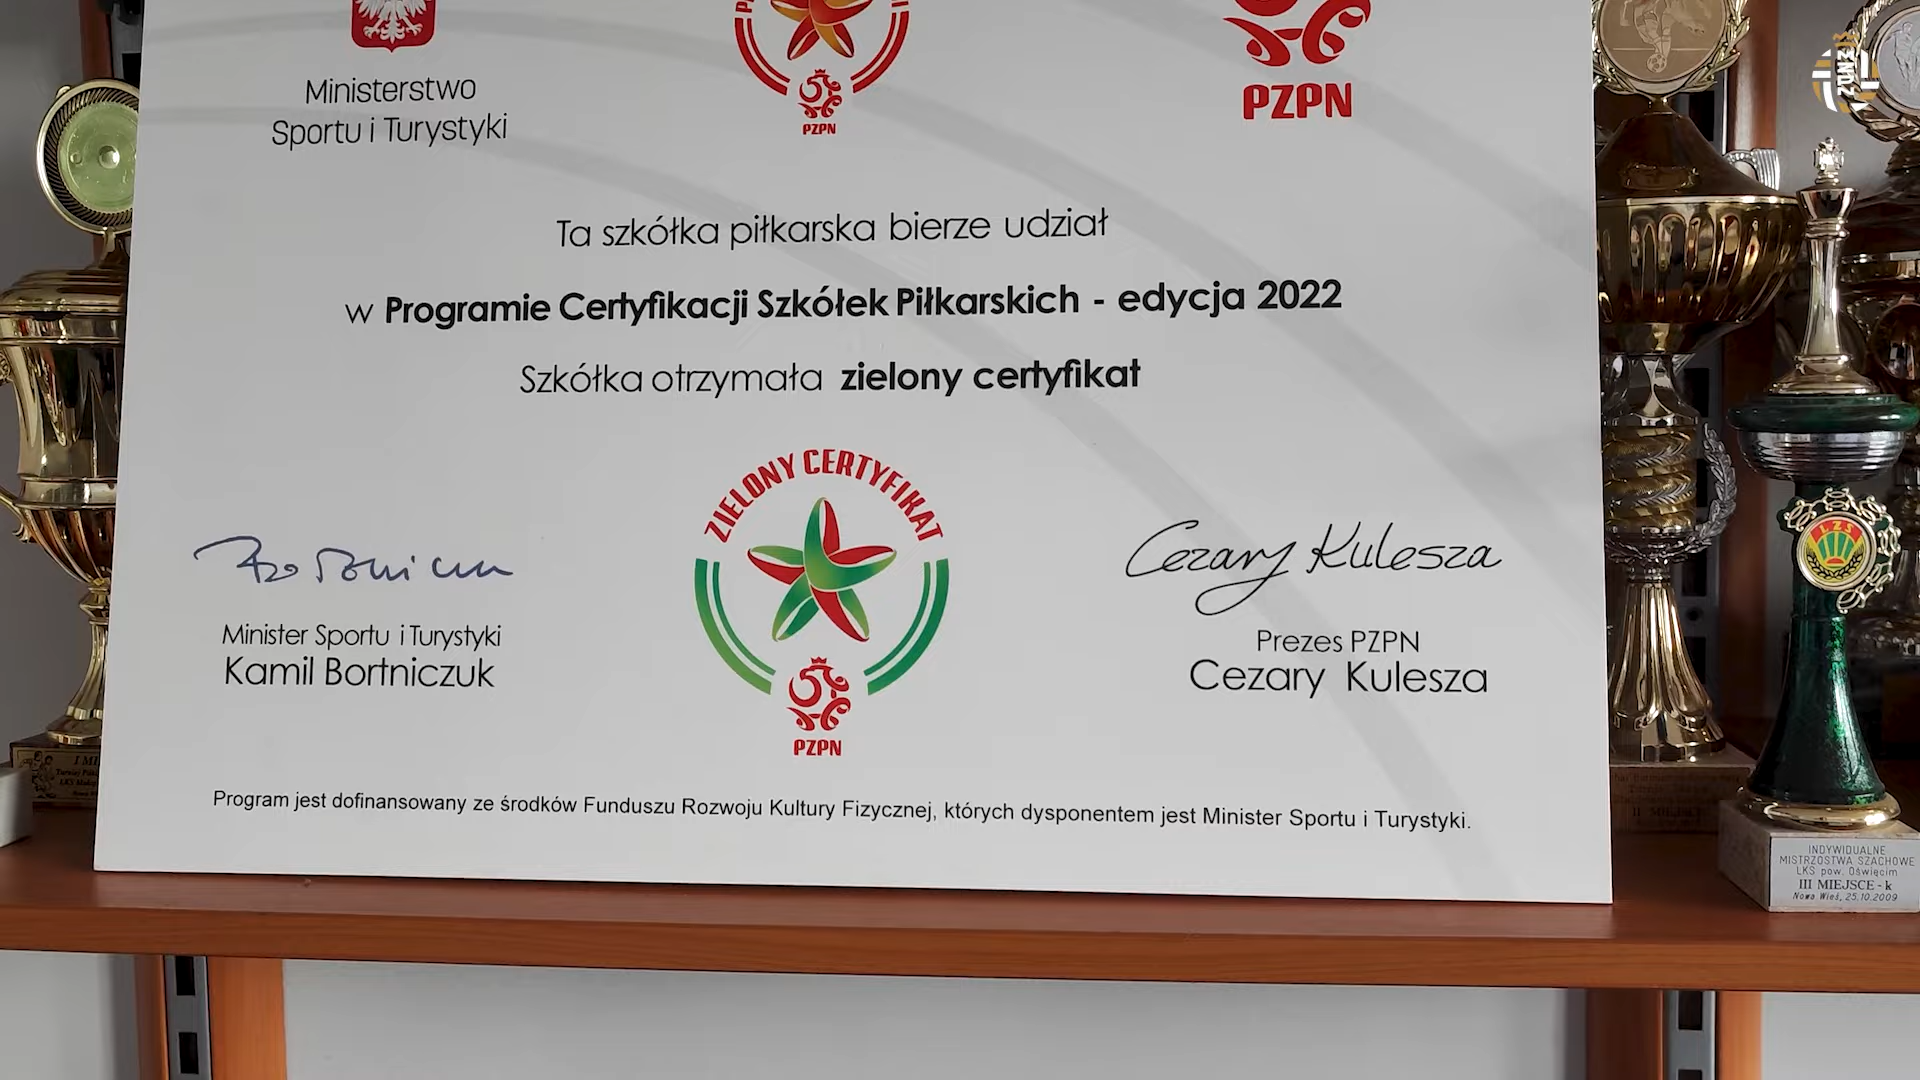 Ministerstwo
Sportu i Turystyki
PZPN
PZPN
Ta szkółka piłkarska bierze udział
w Programie Certyfikacji Szkółek Piłkarskich - edycja 2022
Szkółka otrzymała zielony certyfikat
ZIELONY CERTYFIKAT
PZPN
Cezary Kulesza
Minister Sportu i Turystyki
Kamil Bortniczuk
Prezes PZPN
Cezary Kulesza
Program jest dofinansowany ze środków Funduszu Rozwoju Kultury Fizycznej, których dysponentem jest Minister Sportu i Turystyki.
LZS
INDYWIDUALNE
MISTRZOSTWA SZACHOWE
LKS pow. Oświęcim
III MIEJSCE - k
Nowa Wieś, 25.10.2009